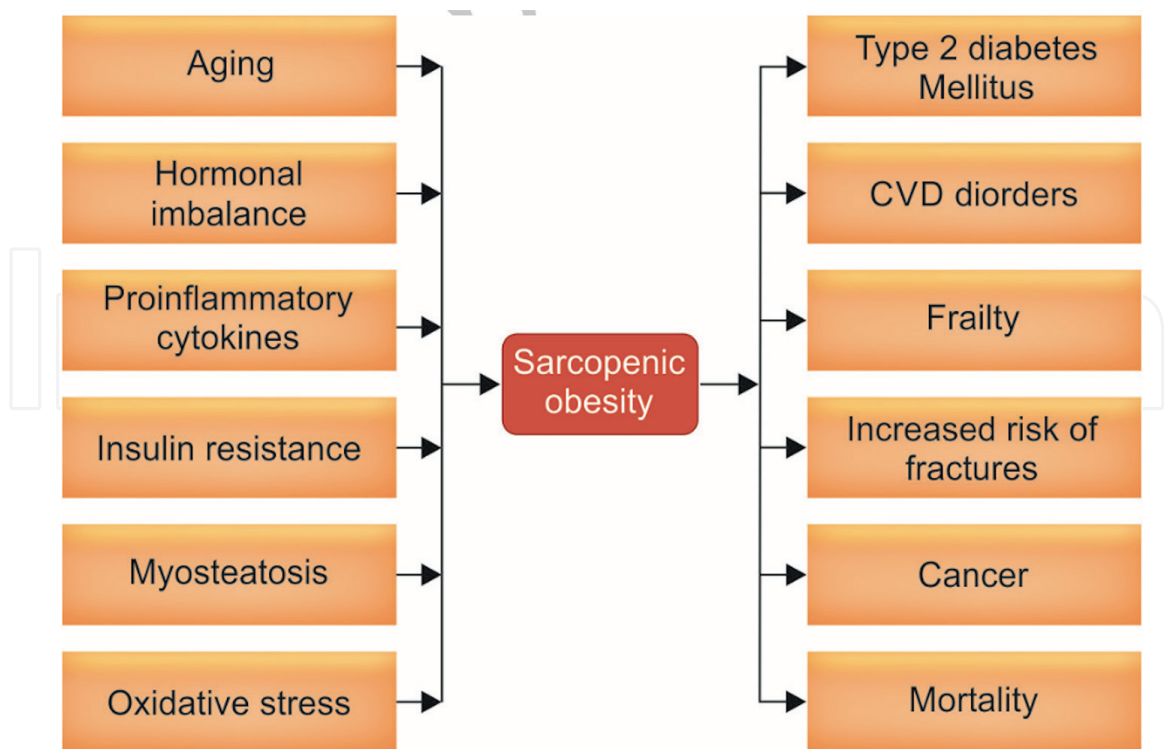 Aging
Hormonal
imbalance
Proinflammatory
cytokines
Insulin resistance
Myosteatosis
Oxidative stress
Sarcopenic
obesity
Type 2 diabetes
Mellitus
CVD diorders
Frailty
Increased risk of
fractures
Cancer
Mortality